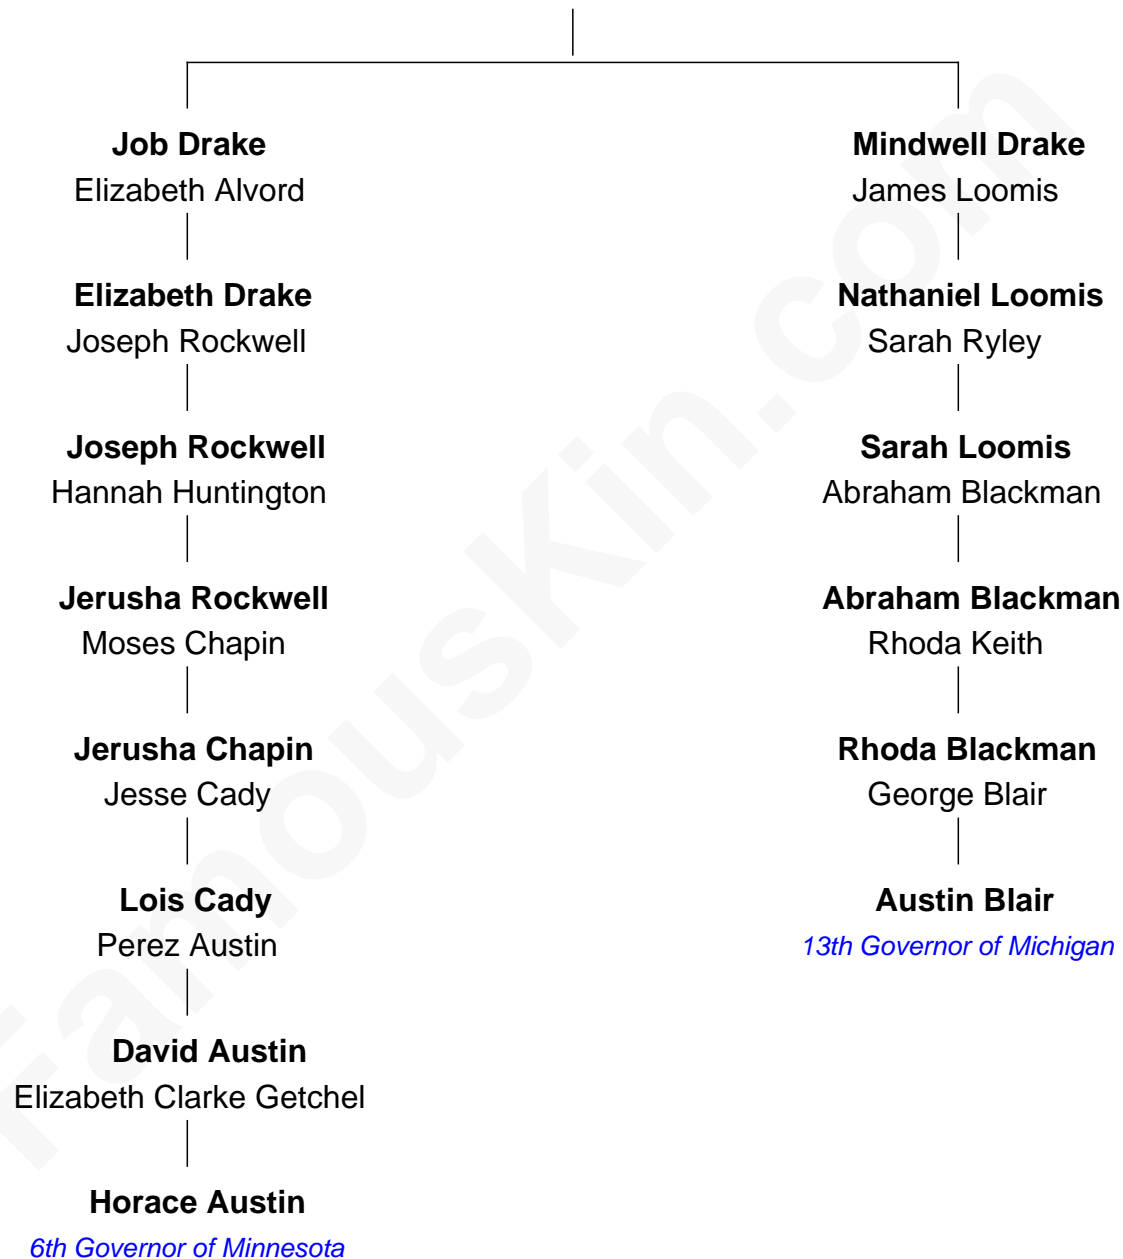 Job Drake
Elizabeth Alvord
Elizabeth Drake
Joseph Rockwell
Joseph Rockwell
Hannah Huntington
Jerusha Rockwell
Moses Chapin
Jerusha Chapin
Jesse Cady
Lois Cady
Perez Austin
David Austin
Elizabeth Clarke Getchel
Horace Austin
6th Governor of Minnesota
Mindwell Drake
James Loomis
Nathaniel Loomis
Sarah Ryley
Sarah Loomis
Abraham Blackman
Abraham Blackman
Rhoda Keith
Rhoda Blackman
George Blair
Austin Blair
13th Governor of Michigan
FamousKin.com